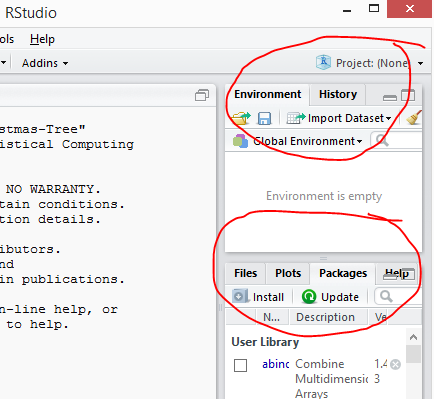 RStudio
ols Help
Addins Project: (None)
Environment History
Import Dataset
Global Environment
Environment is empty
stmas-Tree"
istical Computing
NO WARRANTY.
tain conditions.
tion details.
ibutors.
nd
in publications.
n-line help, or
to help.
Files Plots Packages Help
Install Update
N... Description Ve
User Library
abind Combine 1.4
Multidimensio 3
Arrays